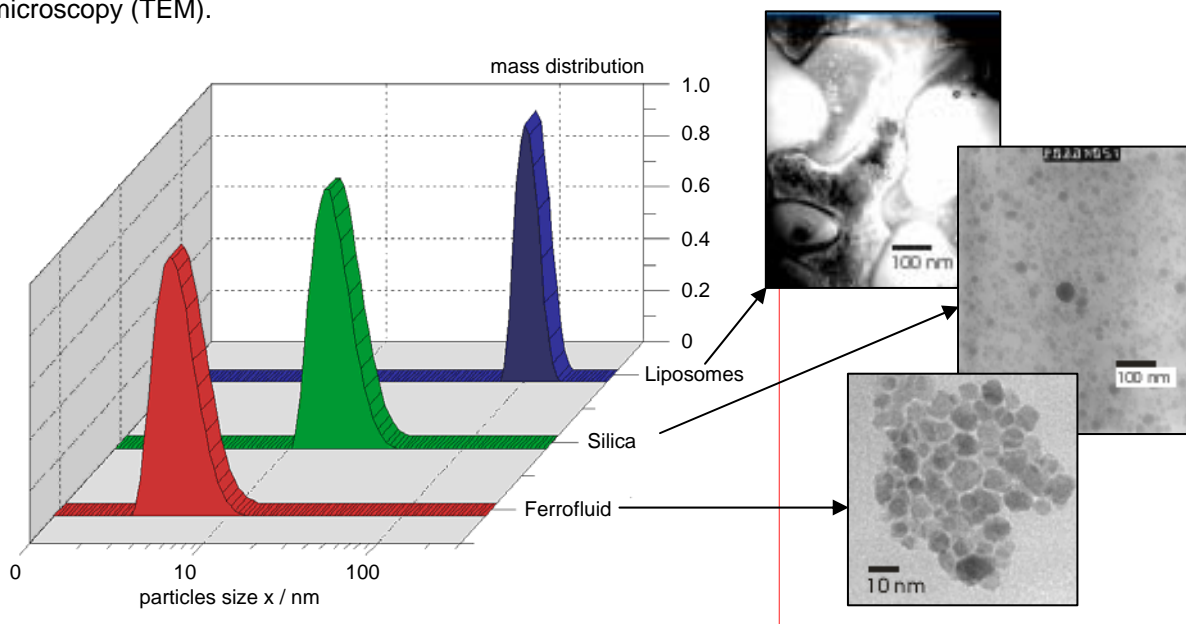 microscopy (TEM).
mass distribution
1.0
0.8
0.6
0.4
0.2
0
Liposomes
Silica
Ferrofluid
0
10
100
particles size x / nm
100 nm
100 nm
10 nm